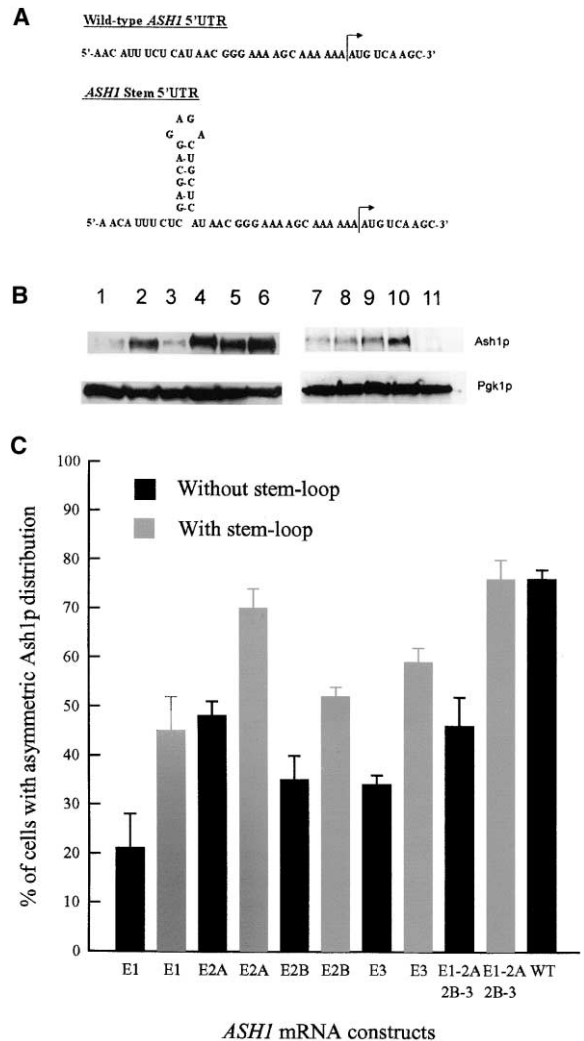 A
Wild-type ASH1 5'UTR
5'-AAC AUU UCU CAU AAC GGG AAA AGC AAA AAA AUG UCA AGC-3'
ASH1 Stem 5'UTR
A G
G A
G-C
A-U
C-G
G-C
A-U
G-C
5'-A ACA UUU CUC AU AAC GGG AAA AGC AAA AAA AUG UCA AGC-3'
B
1 2 3 4 5 6 7 8 9 10 11
Ash1p
Pgk1p
C
% of cells with asymmetric Ash1p distribution
100
90
80
70
60
50
40
30
20
10
0
Without stem-loop
With stem-loop
E1 E1 E2A E2A E2B E2B E3 E3 E1-2A E1-2A WT
2B-3 2B-3
ASH1 mRNA constructs